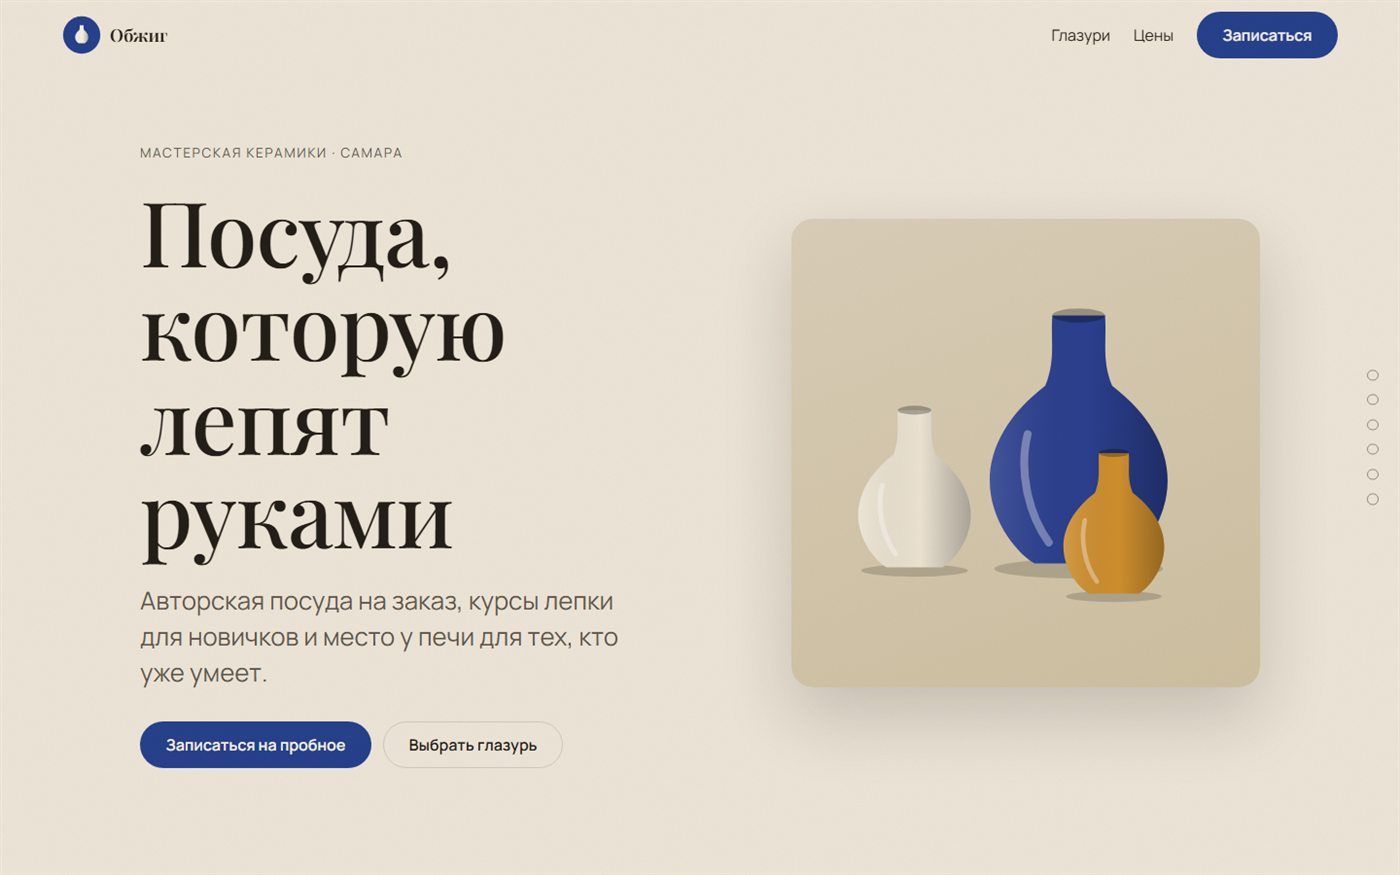 Обжиг
Глазури
Цены
Записаться
МАСТЕРСКАЯ КЕРАМИКИ · САМАРА
Посуда,
которую
лепят
руками
Авторская посуда на заказ, курсы лепки
для новичков и место у печи для тех, кто
уже умеет.
Записаться на пробное
Выбрать глазурь